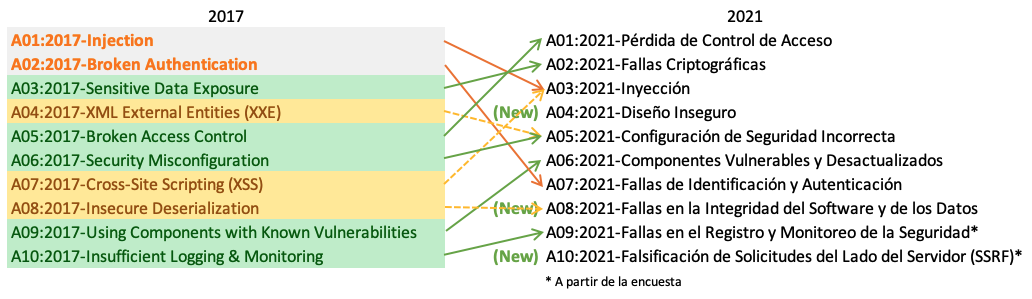 2017 2021
A01:2017-Injection A01:2021-Pérdida de Control de Acceso
A02:2017-Broken Authentication A02:2021-Fallas Criptográficas
A03:2017-Sensitive Data Exposure A03:2021-Inyección
A04:2017-XML External Entities (XXE) (New) A04:2021-Diseño Inseguro
A05:2017-Broken Access Control A05:2021-Configuración de Seguridad Incorrecta
A06:2017-Security Misconfiguration A06:2021-Componentes Vulnerables y Desactualizados
A07:2017-Cross-Site Scripting (XSS) A07:2021-Fallas de Identificación y Autenticación
A08:2017-Insecure Deserialization (New) A08:2021-Fallas en la Integridad del Software y de los Datos
A09:2017-Using Components with Known Vulnerabilities A09:2021-Fallas en el Registro y Monitoreo de la Seguridad*
A10:2017-Insufficient Logging & Monitoring (New) A10:2021-Falsificación de Solicitudes del Lado del Servidor (SSRF)*
* A partir de la encuesta